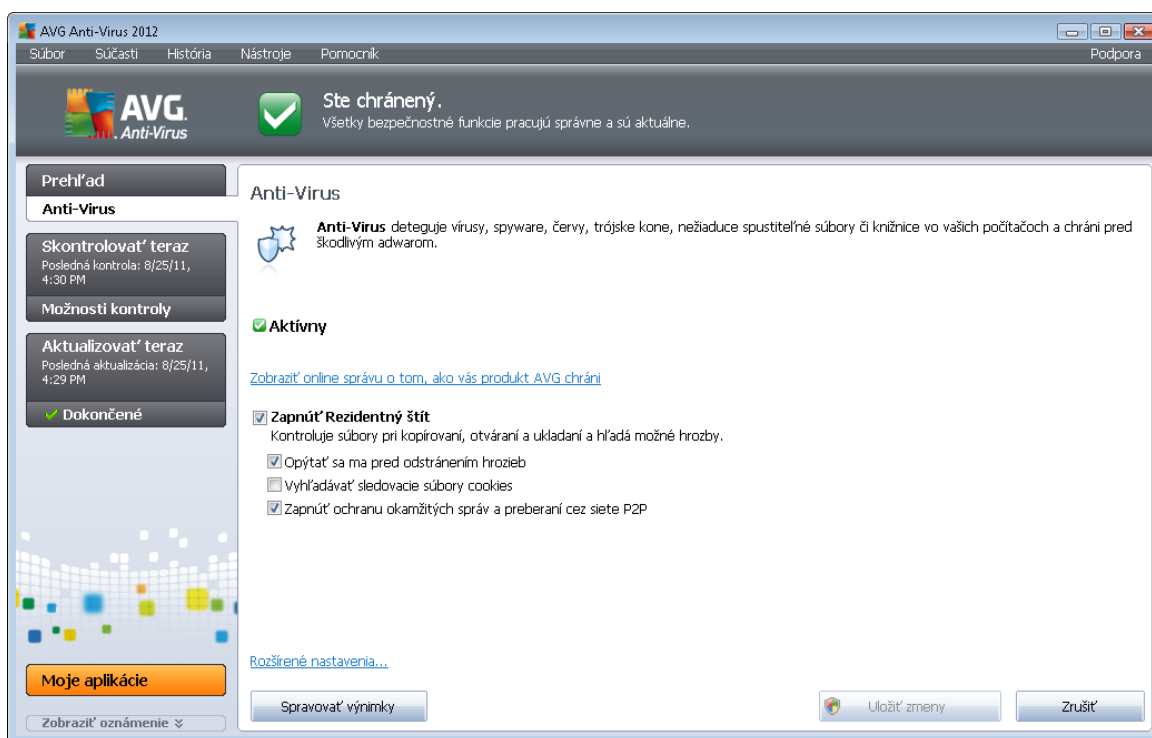 AVG Anti-Virus 2012
Súbor Súčasti História Nástroje Pomocník Podpora
AVG.
Anti-Virus
Ste chránený.
Všetky bezpečnostné funkcie pracujú správne a sú aktuálne.
Prehľad
Anti-Virus
Skontrolovať teraz
Posledná kontrola: 8/25/11,
4:30 PM
Možnosti kontroly
Aktualizovať teraz
Posledná aktualizácia: 8/25/11,
4:29 PM
Dokončené
Moje aplikácie
Zobraziť oznámenie
Anti-Virus
Anti-Virus deteguje vírusy, spyware, červy, trójske kone, nežiaduce spustiteľné súbory či knižnice vo vašich počítačoch a chráni pred
škodlivým adwarom.
Aktívny
Zobraziť online správu o tom, ako vás produkt AVG chráni
Zapnúť Rezidentný štít
Kontroluje súbory pri kopírovaní, otváraní a ukladaní a hľadá možné hrozby.
Opýtať sa ma pred odstránením hrozieb
Vyhľadávať sledovacie súbory cookies
Zapnúť ochranu okamžitých správ a preberaní cez siete P2P
Rozšírené nastavenia...
Spravovať výnimky
Uložiť zmeny
Zrušiť